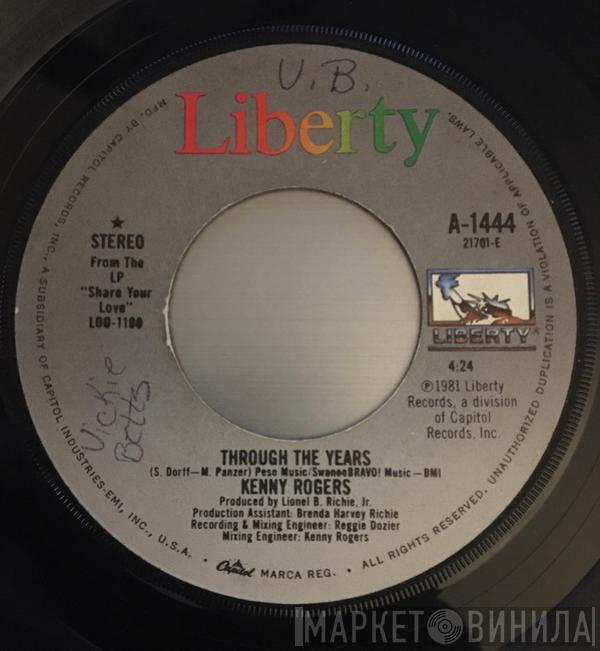 V.B.
Liberty
MFD. BY CAPITOL RECORDS, INC., A SUBSIDIARY OF CAPITOL INDUSTRIES-EMI, INC., U.S.A. • Capitol MARCA REG. • ALL RIGHTS RESERVED. UNAUTHORIZED DUPLICATION IS A VIOLATION OF APPLICABLE LAWS.
★
STEREO
From The
LP
"Share Your
Love"
LOO-1108
A-1444
21701-E
LIBERTY®
4:24
℗1981 Liberty
Records, a division
of Capitol
Records, Inc.
Vickie
Betts
THROUGH THE YEARS
(S. Dorff—M. Panzer) Peso Music/SwaneeBRAVO! Music—BMI
KENNY ROGERS
Produced by Lionel B. Richie, Jr.
Production Assistant: Brenda Harvey Richie
Recording & Mixing Engineer: Reggie Dozier
Mixing Engineer: Kenny Rogers
МАРКЕТ ВИНИЛА